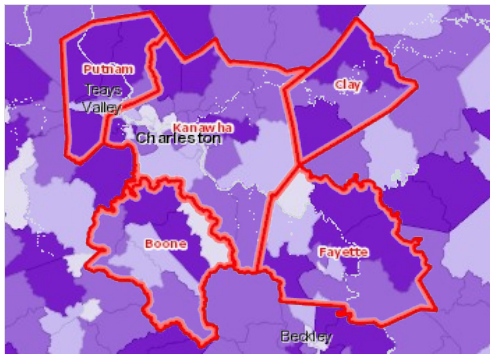 Putnam
Teays
Valley
Clay
Kanawha
Charleston
Boone
Fayette
Beckley